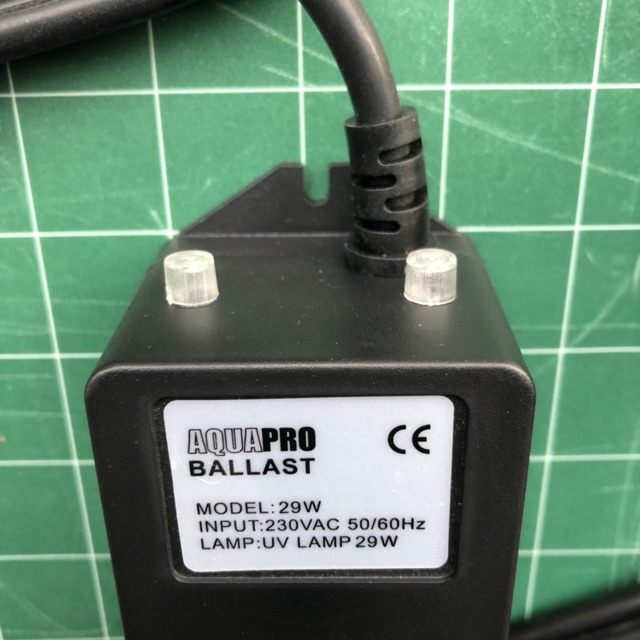 AQUAPRO CE
BALLAST
MODEL:29W
INPUT:230VAC 50/60Hz
LAMP:UV LAMP 29W